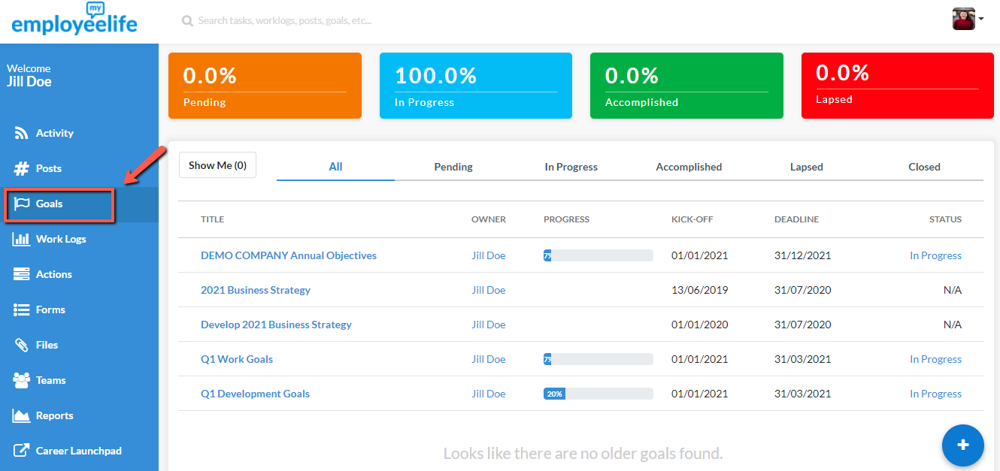 my
employeelife
Search tasks, worklogs, posts, goals, etc...
Welcome
Jill Doe
Activity
Posts
Goals
Work Logs
Actions
Forms
Files
Teams
Reports
Career Launchpad
0.0%
Pending
100.0%
In Progress
0.0%
Accomplished
0.0%
Lapsed
Show Me (0) All Pending In Progress Accomplished Lapsed Closed
TITLE OWNER PROGRESS KICK-OFF DEADLINE STATUS
DEMO COMPANY Annual Objectives Jill Doe 7% 01/01/2021 31/12/2021 In Progress
2021 Business Strategy Jill Doe 13/06/2019 31/07/2020 N/A
Develop 2021 Business Strategy Jill Doe 01/01/2020 31/07/2020 N/A
Q1 Work Goals Jill Doe 7% 01/01/2021 31/03/2021 In Progress
Q1 Development Goals Jill Doe 20% 01/01/2021 31/03/2021 In Progress
Looks like there are no older goals found.